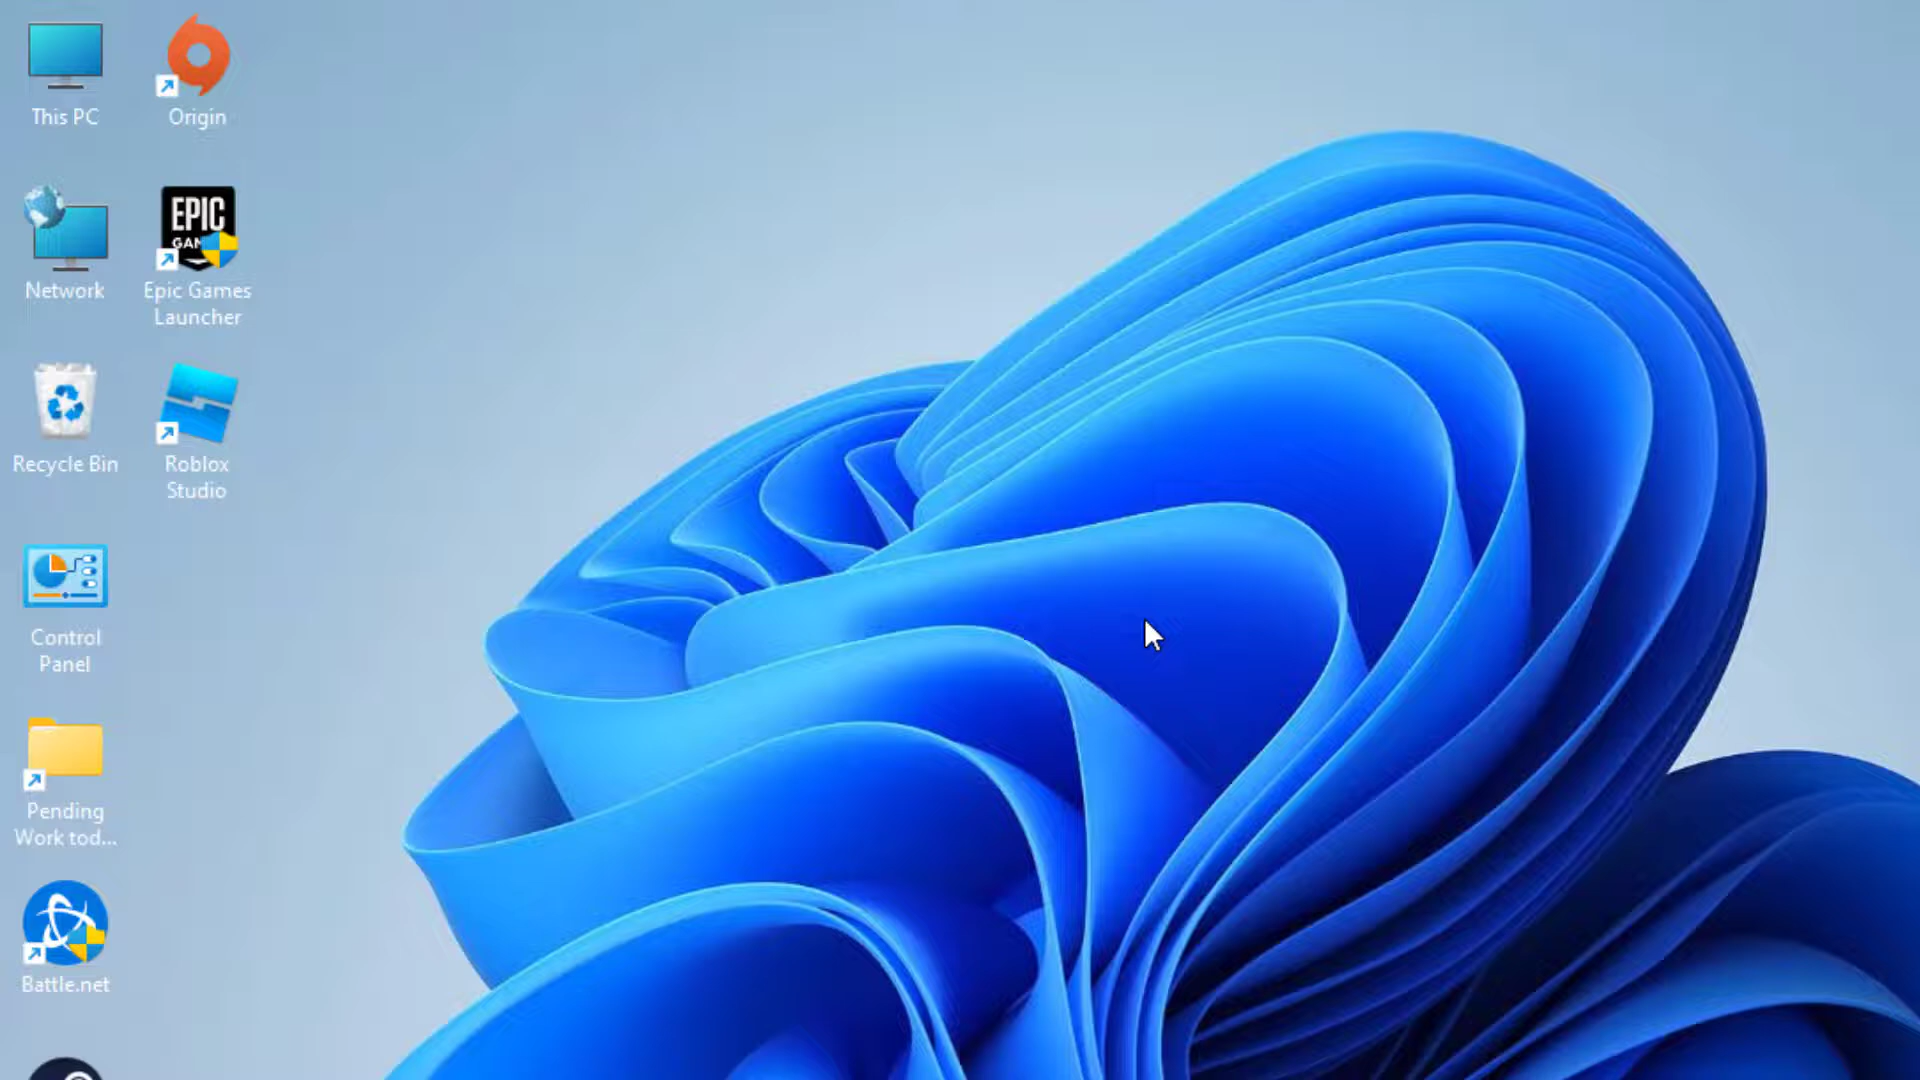 This PC
Origin
Network
EPIC
GAMES
Epic Games
Launcher
Recycle Bin
Roblox
Studio
Control
Panel
Pending
Work tod...
Battle.net